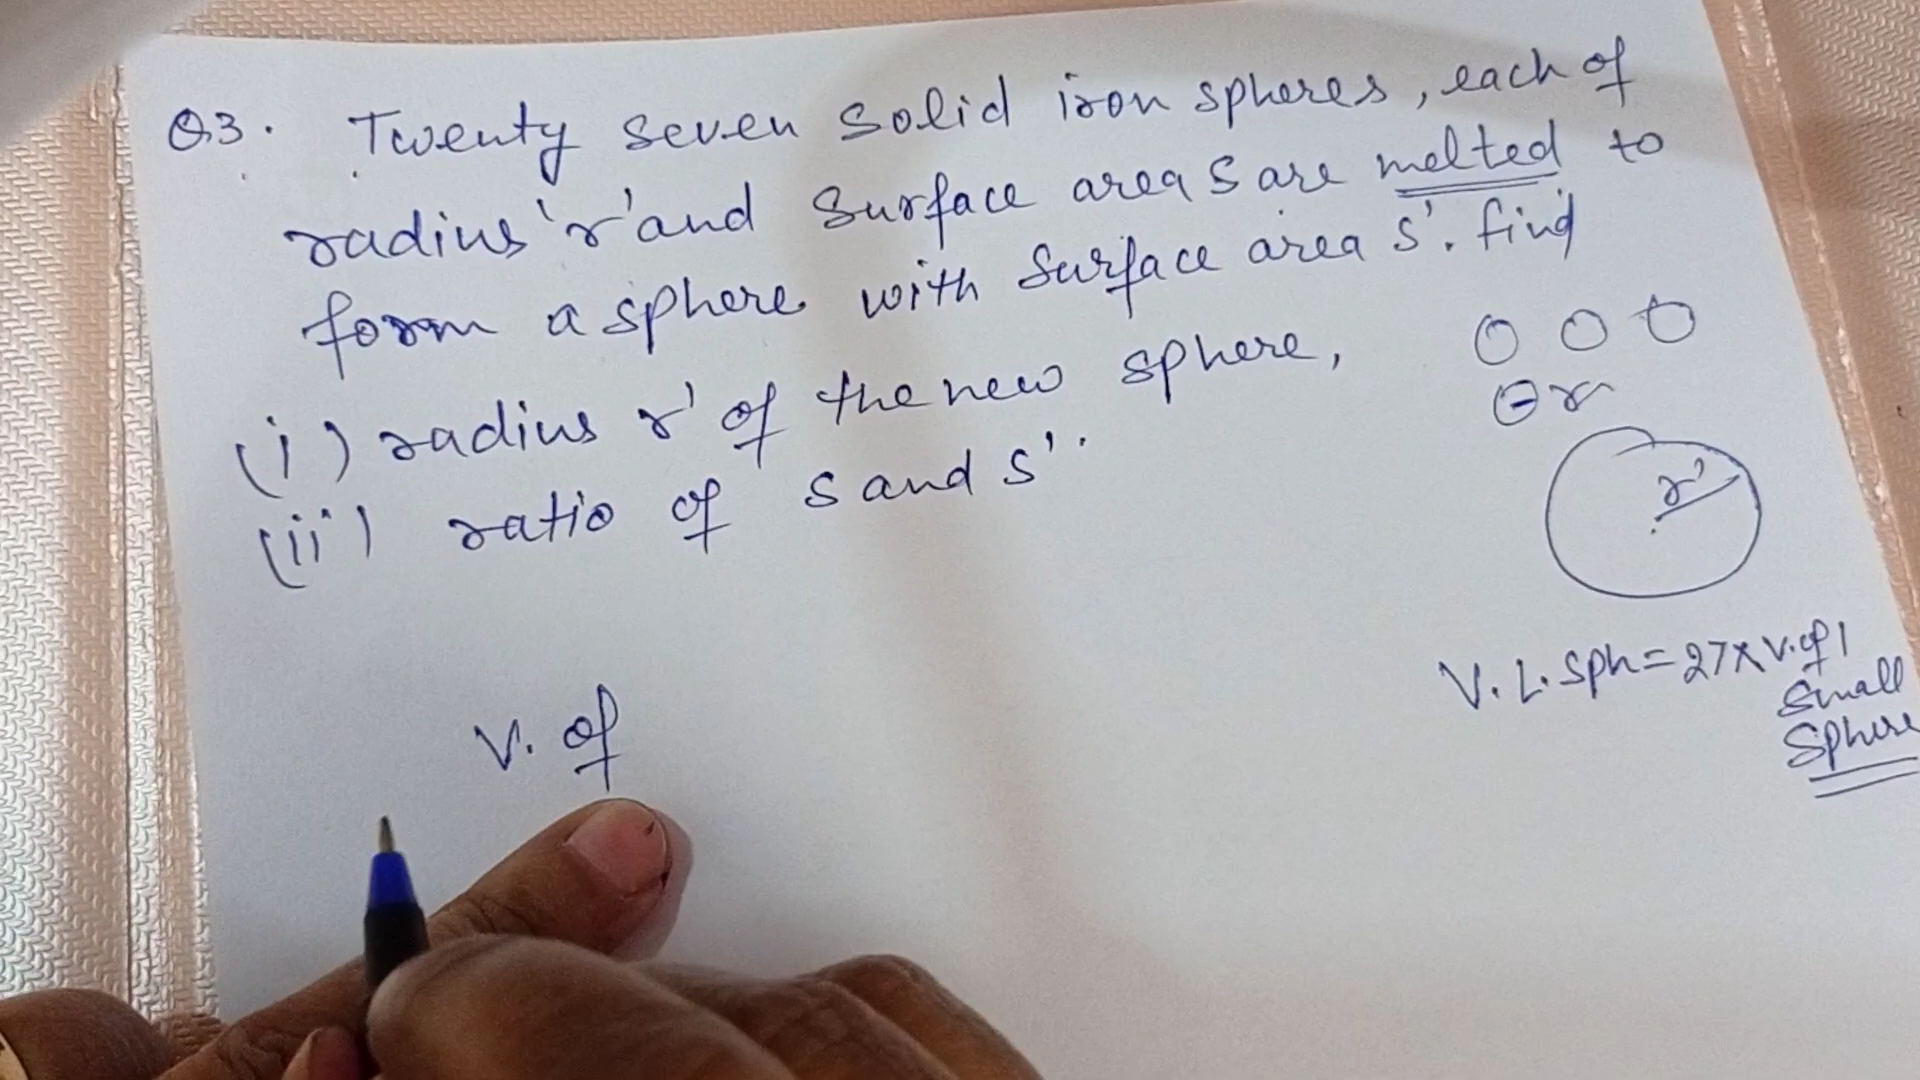 Q3. Twenty seven solid iron spheres, each of
radius 'r' and surface area S are melted to
form a sphere with surface area S'. find
(i) radius r' of the new sphere,
(ii) ratio of S and S'.
r
r'
V. L. Sph = 27 x V. of 1
Small
Sphere
V. of